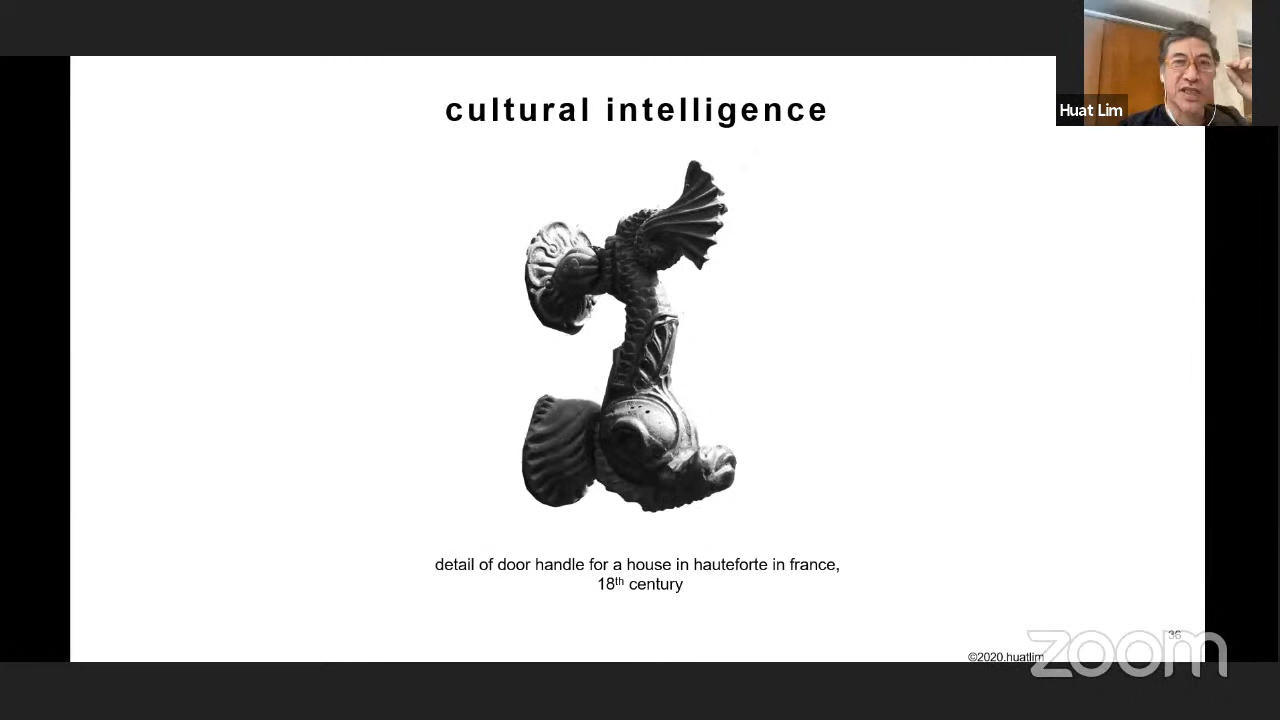 Huat Lim
cultural intelligence
detail of door handle for a house in hauteforte in france,
18th century
36
©2020.huatlim
zoom